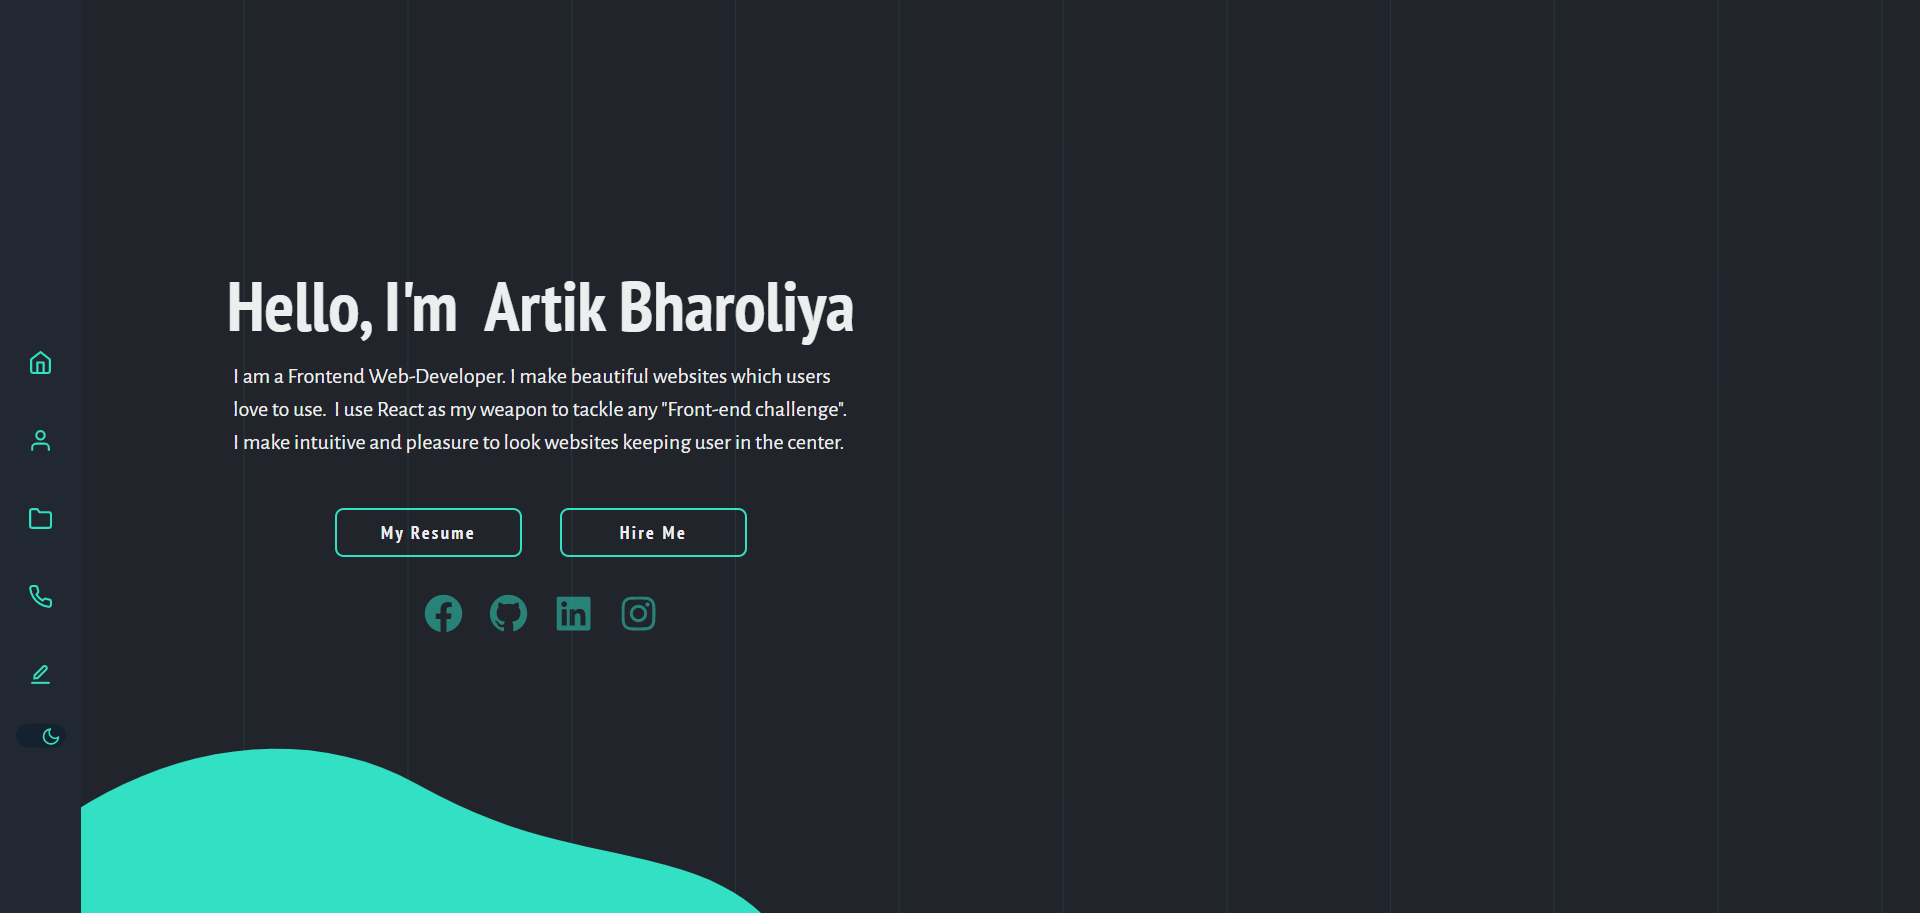 Hello, I'm  Artik Bharoliya
I am a Frontend Web-Developer. I make beautiful websites which users
love to use.  I use React as my weapon to tackle any "Front-end challenge".
I make intuitive and pleasure to look websites keeping user in the center.
My Resume
Hire Me